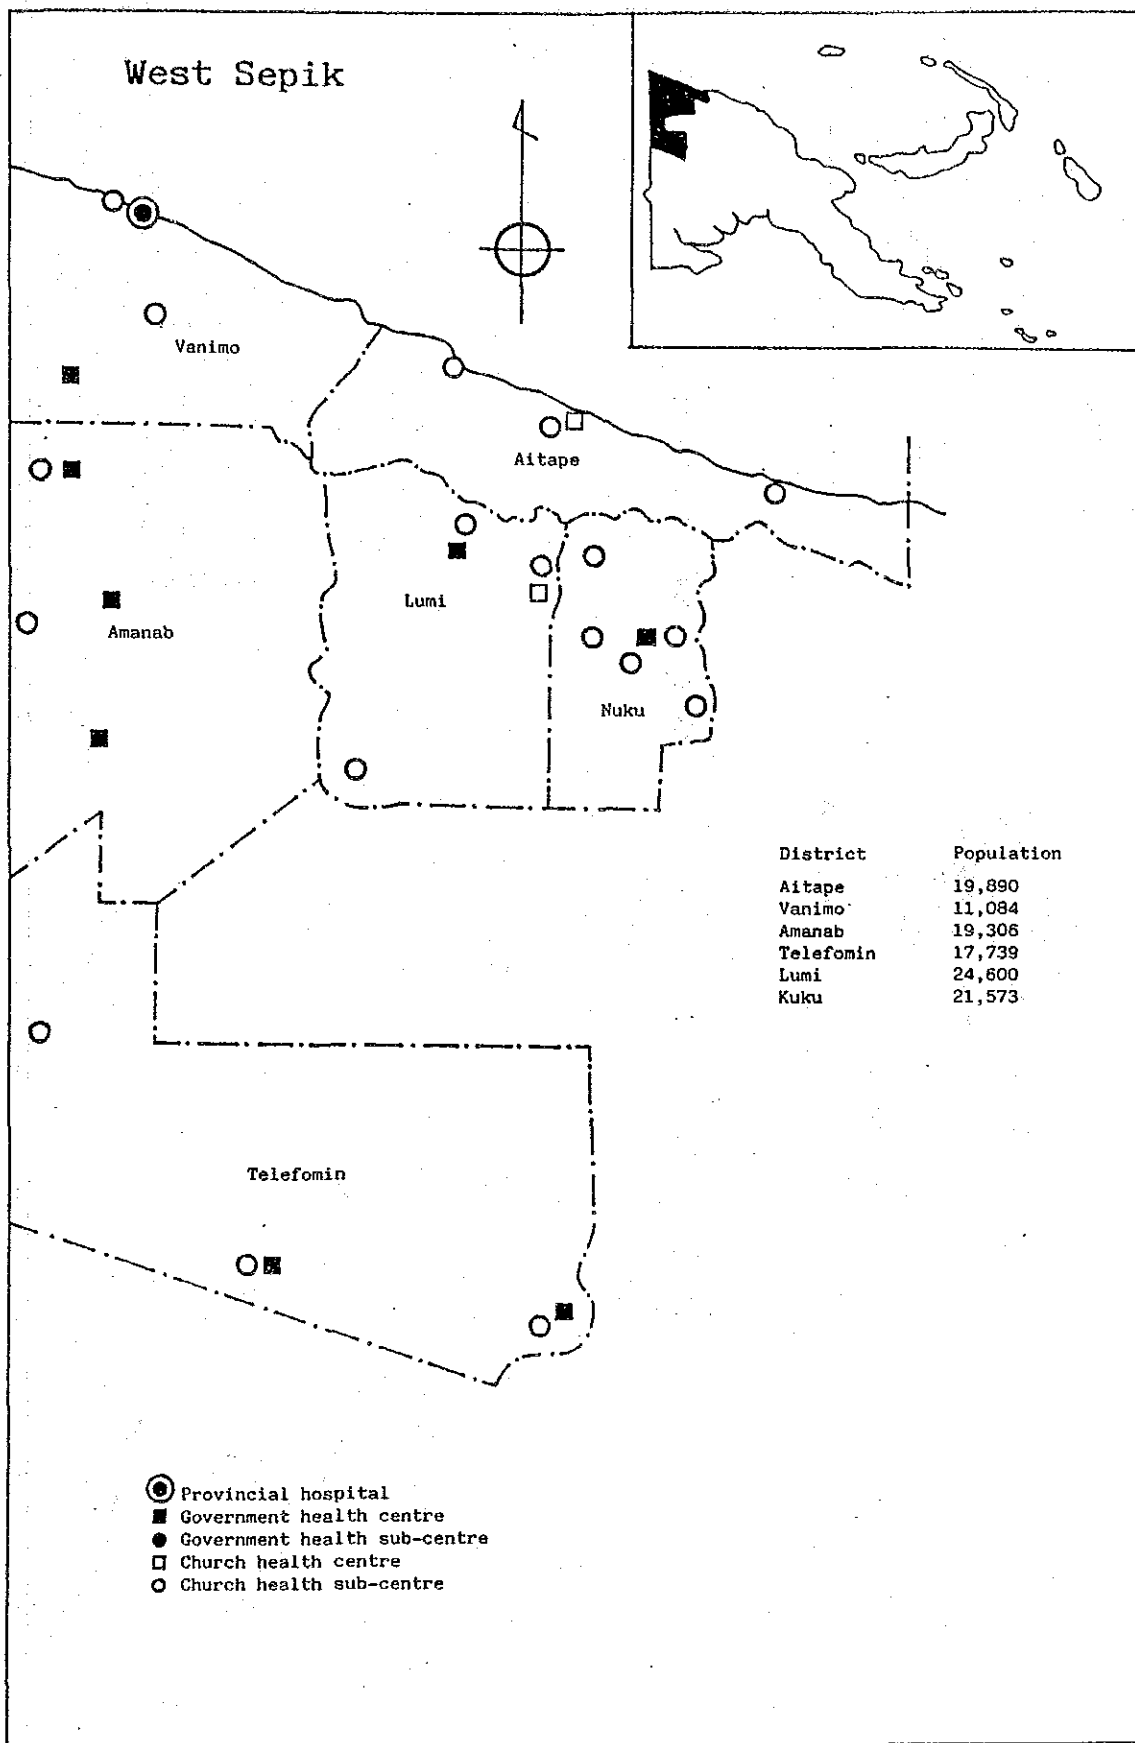 West Sepik
Vanimo
Aitape
Lumi
Amanab
Nuku
District Population
Aitape 19,890
Vanimo 11,084
Amanab 19,306
Telefomin 17,739
Lumi 24,600
Kuku 21,573
Telefomin
Provincial hospital
Government health centre
Government health sub-centre
Church health centre
Church health sub-centre